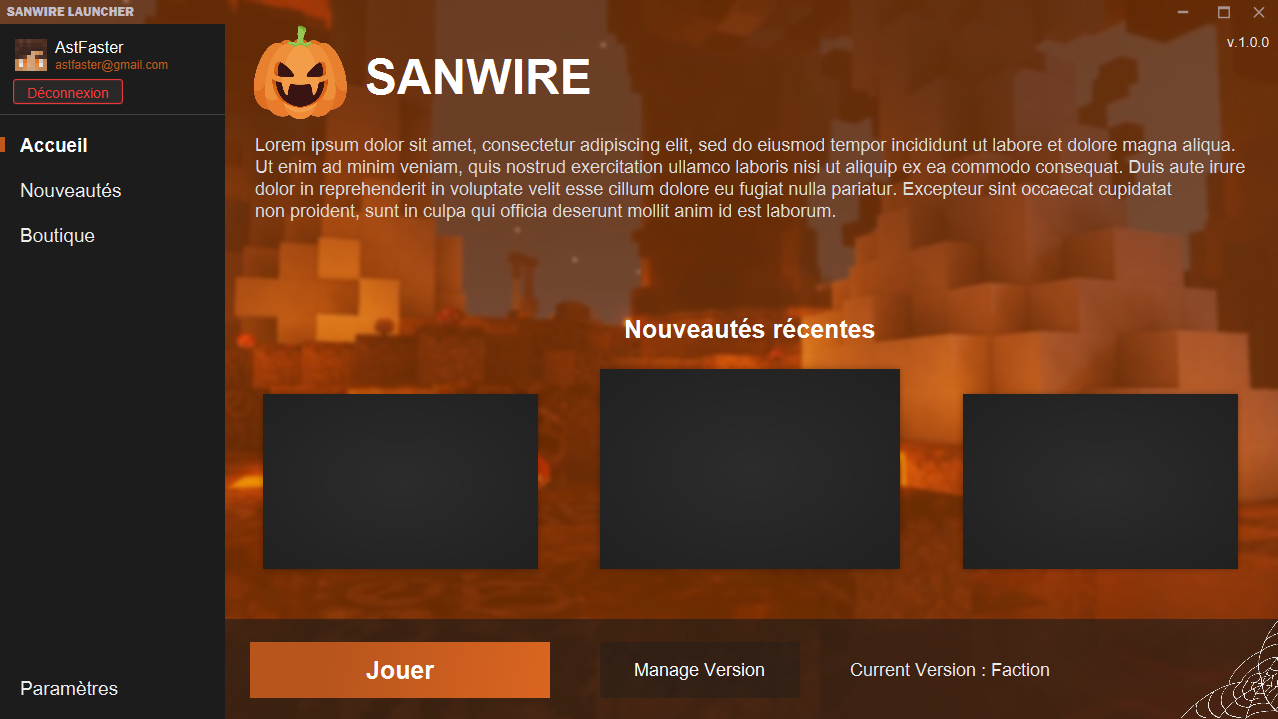 SANWIRE LAUNCHER
v.1.0.0
AstFaster
astfaster@gmail.com
Déconnexion
Accueil
Nouveautés
Boutique
Paramètres
SANWIRE
Lorem ipsum dolor sit amet, consectetur adipiscing elit, sed do eiusmod tempor incididunt ut labore et dolore magna aliqua.
Ut enim ad minim veniam, quis nostrud exercitation ullamco laboris nisi ut aliquip ex ea commodo consequat. Duis aute irure
dolor in reprehenderit in voluptate velit esse cillum dolore eu fugiat nulla pariatur. Excepteur sint occaecat cupidatat
non proident, sunt in culpa qui officia deserunt mollit anim id est laborum.
Nouveautés récentes
Jouer
Manage Version
Current Version : Faction